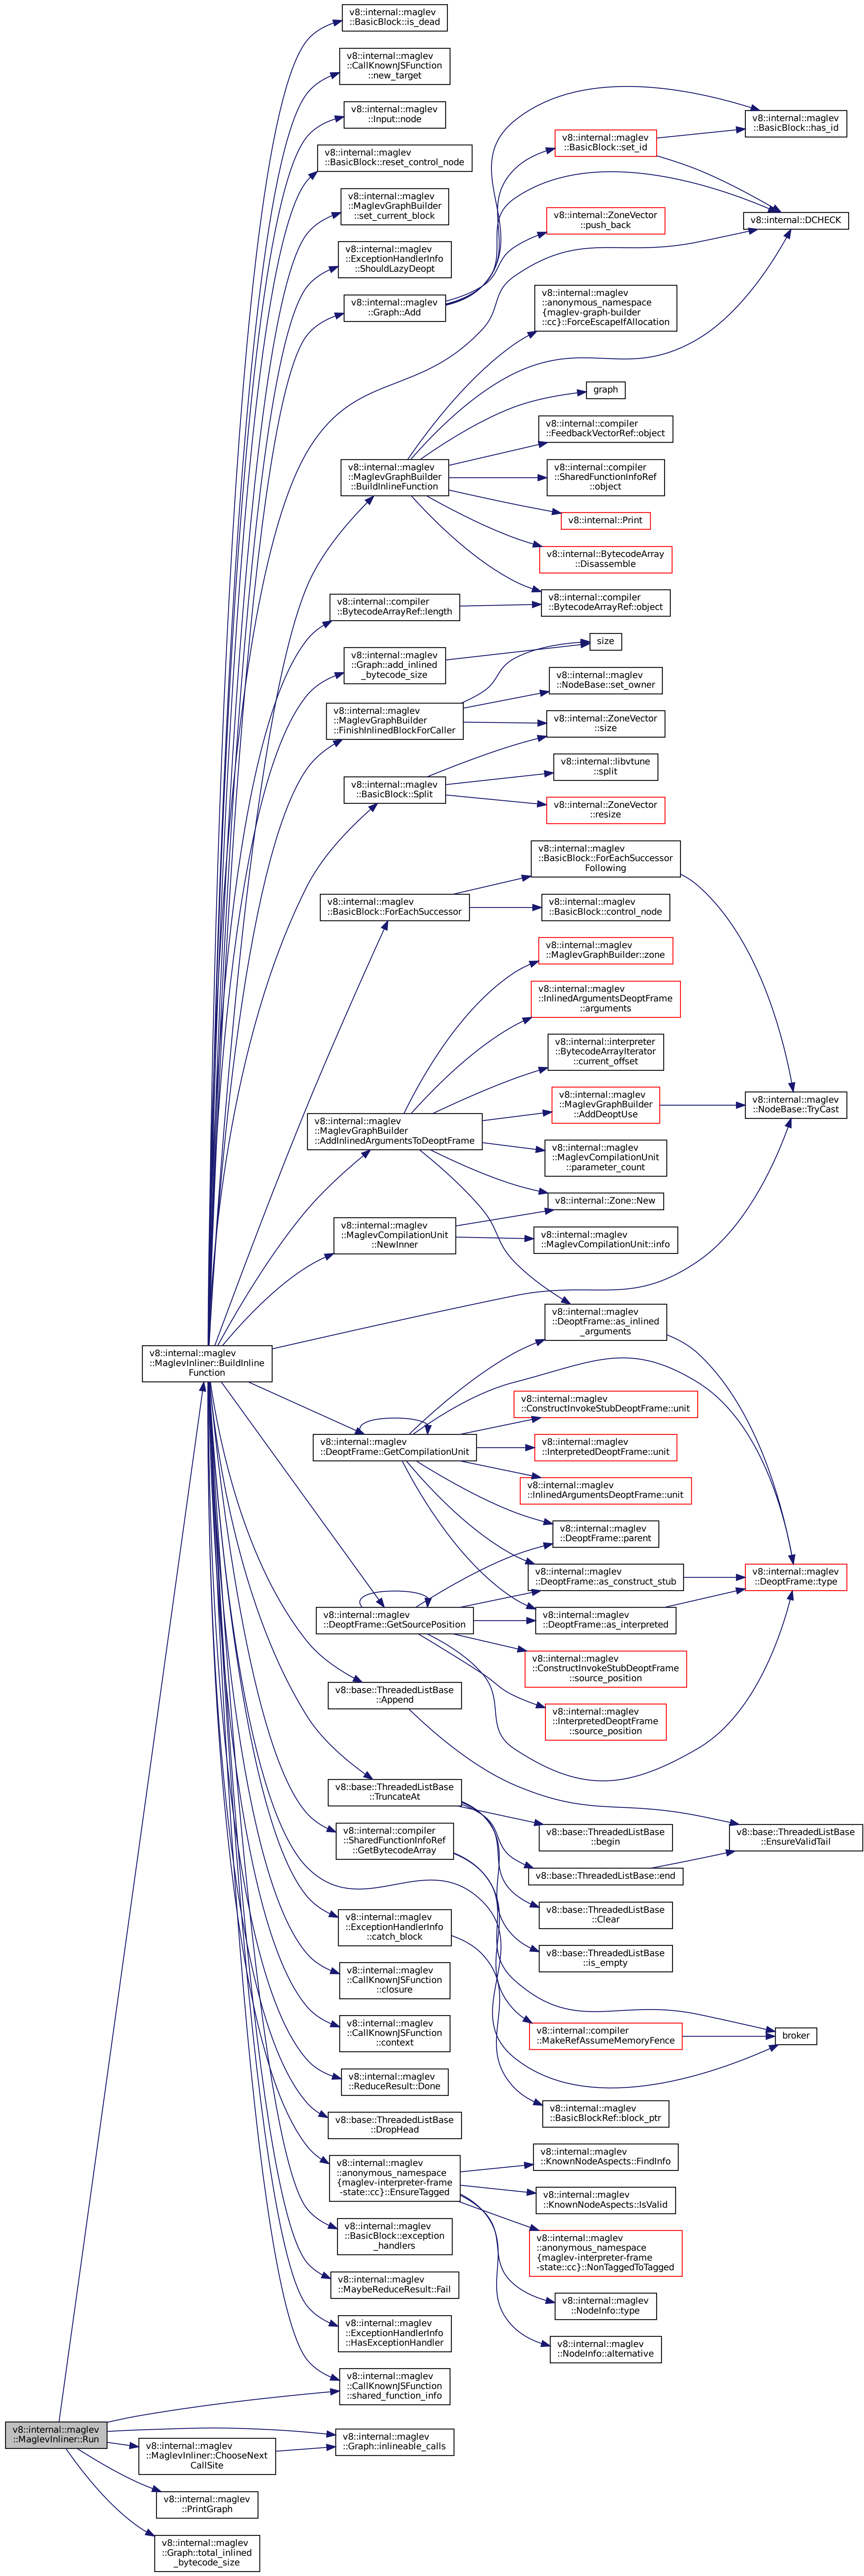 v8::internal::maglev
::BasicBlock::is_dead
v8::internal::maglev
::CallKnownJSFunction
::new_target
v8::internal::maglev
::Input::node
v8::internal::maglev
::BasicBlock::reset_control_node
v8::internal::maglev
::MaglevGraphBuilder
::set_current_block
v8::internal::maglev
::ExceptionHandlerInfo
::ShouldLazyDeopt
v8::internal::maglev
::Graph::Add
v8::internal::maglev
::BasicBlock::set_id
v8::internal::maglev
::BasicBlock::has_id
v8::internal::ZoneVector
::push_back
v8::internal::DCHECK
v8::internal::maglev
::anonymous_namespace
{maglev-graph-builder
::cc}::ForceEscapeIfAllocation
graph
v8::internal::compiler
::FeedbackVectorRef::object
v8::internal::maglev
::MaglevGraphBuilder
::BuildInlineFunction
v8::internal::compiler
::SharedFunctionInfoRef
::object
v8::internal::Print
v8::internal::BytecodeArray
::Disassemble
v8::internal::compiler
::BytecodeArrayRef::length
v8::internal::compiler
::BytecodeArrayRef::object
size
v8::internal::maglev
::Graph::add_inlined
_bytecode_size
v8::internal::maglev
::NodeBase::set_owner
v8::internal::maglev
::MaglevGraphBuilder
::FinishInlinedBlockForCaller
v8::internal::ZoneVector
::size
v8::internal::libvtune
::split
v8::internal::maglev
::BasicBlock::Split
v8::internal::ZoneVector
::resize
v8::internal::maglev
::BasicBlock::ForEachSuccessor
Following
v8::internal::maglev
::BasicBlock::ForEachSuccessor
v8::internal::maglev
::BasicBlock::control_node
v8::internal::maglev
::MaglevGraphBuilder::zone
v8::internal::maglev
::InlinedArgumentsDeoptFrame
::arguments
v8::internal::interpreter
::BytecodeArrayIterator
::current_offset
v8::internal::maglev
::MaglevGraphBuilder
::AddDeoptUse
v8::internal::maglev
::NodeBase::TryCast
v8::internal::maglev
::MaglevGraphBuilder
::AddInlinedArgumentsToDeoptFrame
v8::internal::maglev
::MaglevCompilationUnit
::parameter_count
v8::internal::Zone::New
v8::internal::maglev
::MaglevCompilationUnit
::NewInner
v8::internal::maglev
::MaglevCompilationUnit::info
v8::internal::maglev
::DeoptFrame::as_inlined
_arguments
v8::internal::maglev
::MaglevInliner::BuildInline
Function
v8::internal::maglev
::ConstructInvokeStubDeoptFrame::unit
v8::internal::maglev
::DeoptFrame::GetCompilationUnit
v8::internal::maglev
::InterpretedDeoptFrame::unit
v8::internal::maglev
::InlinedArgumentsDeoptFrame::unit
v8::internal::maglev
::DeoptFrame::parent
v8::internal::maglev
::DeoptFrame::as_construct_stub
v8::internal::maglev
::DeoptFrame::type
v8::internal::maglev
::DeoptFrame::GetSourcePosition
v8::internal::maglev
::DeoptFrame::as_interpreted
v8::internal::maglev
::ConstructInvokeStubDeoptFrame
::source_position
v8::base::ThreadedListBase
::Append
v8::internal::maglev
::InterpretedDeoptFrame
::source_position
v8::base::ThreadedListBase
::TruncateAt
v8::base::ThreadedListBase
::begin
v8::base::ThreadedListBase
::EnsureValidTail
v8::internal::compiler
::SharedFunctionInfoRef
::GetBytecodeArray
v8::base::ThreadedListBase::end
v8::base::ThreadedListBase
::Clear
v8::internal::maglev
::ExceptionHandlerInfo
::catch_block
v8::base::ThreadedListBase
::is_empty
v8::internal::maglev
::CallKnownJSFunction
::closure
v8::internal::maglev
::CallKnownJSFunction
::context
v8::internal::compiler
::MakeRefAssumeMemoryFence
broker
v8::internal::maglev
::ReduceResult::Done
v8::internal::maglev
::BasicBlockRef::block_ptr
v8::base::ThreadedListBase
::DropHead
v8::internal::maglev
::anonymous_namespace
{maglev-interpreter-frame
-state::cc}::EnsureTagged
v8::internal::maglev
::KnownNodeAspects::FindInfo
v8::internal::maglev
::KnownNodeAspects::IsValid
v8::internal::maglev
::BasicBlock::exception
_handlers
v8::internal::maglev
::anonymous_namespace
{maglev-interpreter-frame
-state::cc}::NonTaggedToTagged
v8::internal::maglev
::MaybeReduceResult::Fail
v8::internal::maglev
::NodeInfo::type
v8::internal::maglev
::ExceptionHandlerInfo
::HasExceptionHandler
v8::internal::maglev
::NodeInfo::alternative
v8::internal::maglev
::CallKnownJSFunction
::shared_function_info
v8::internal::maglev
::MaglevInliner::Run
v8::internal::maglev
::Graph::inlineable_calls
v8::internal::maglev
::MaglevInliner::ChooseNext
CallSite
v8::internal::maglev
::PrintGraph
v8::internal::maglev
::Graph::total_inlined
_bytecode_size